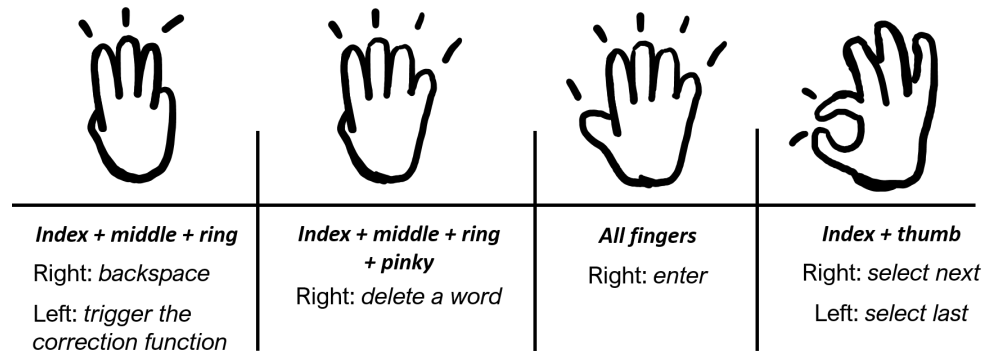 Index + middle + ring
Right: backspace
Left: trigger the
correction function
Index + middle + ring
+ pinky
Right: delete a word
All fingers
Right: enter
Index + thumb
Right: select next
Left: select last